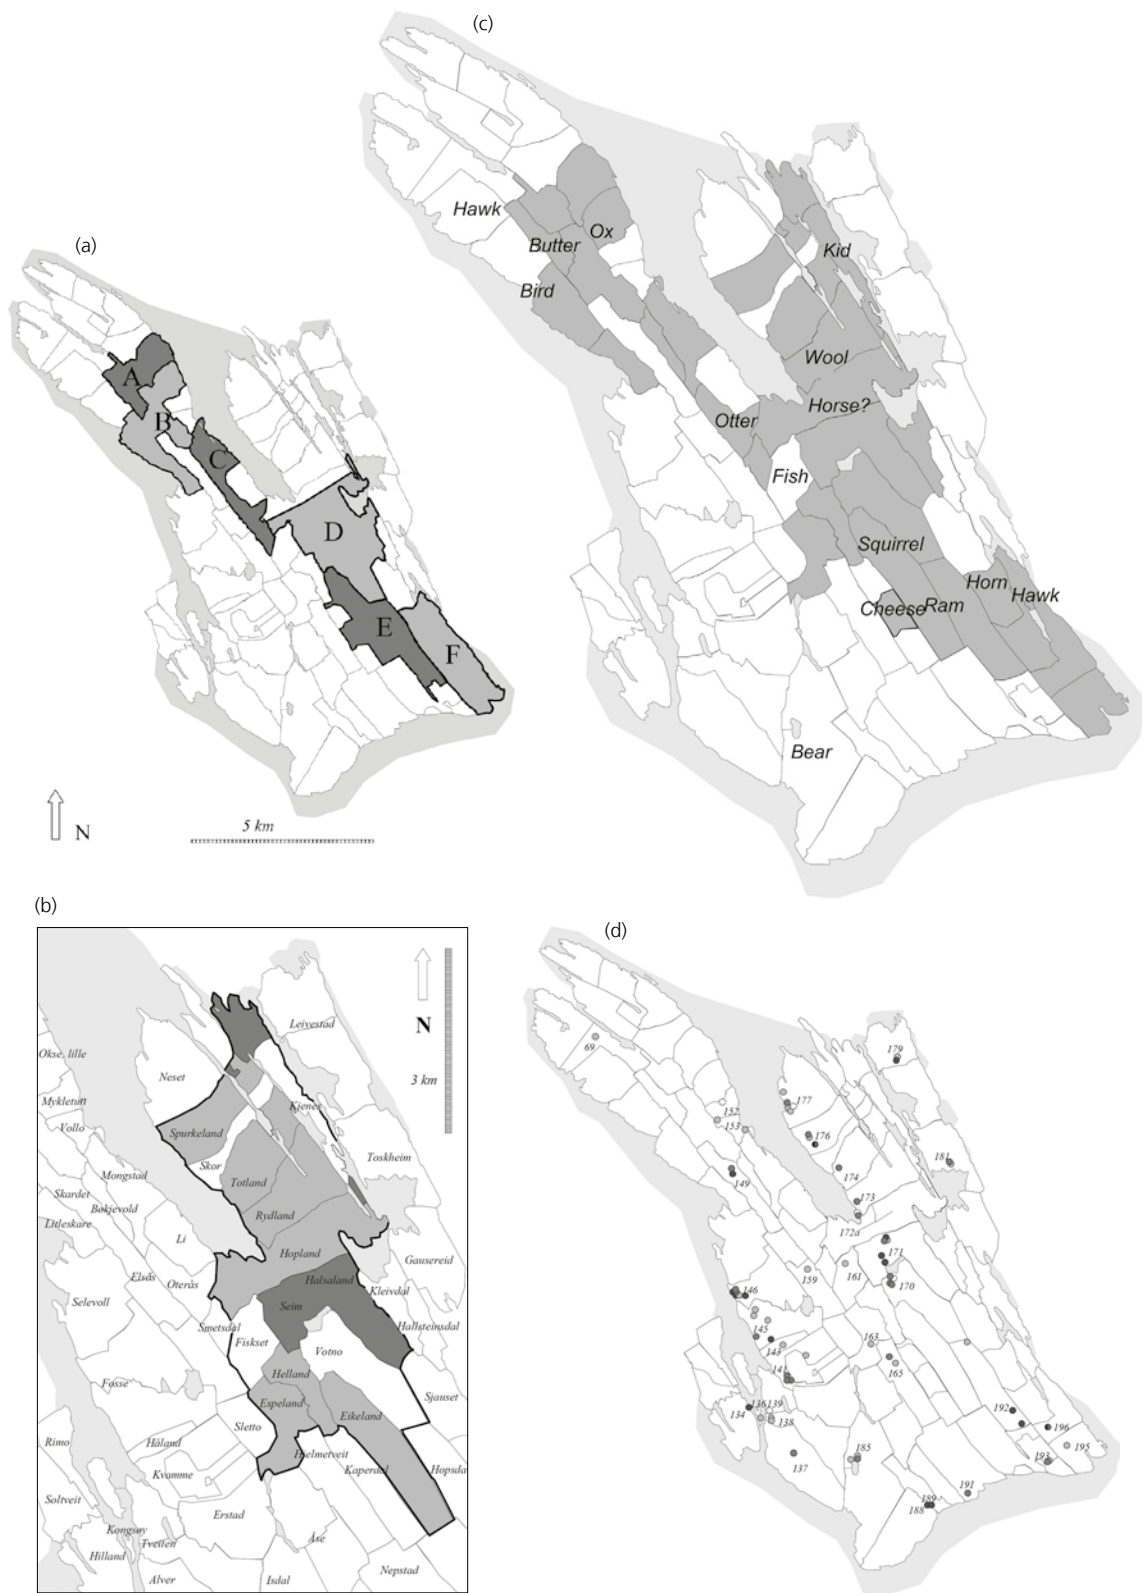 (c)
Hawk
Ox
Butter
Kid
Bird
Wool
Horse?
Otter
Fish
Squirrel
Horn
Hawk
Cheese
Ram
Bear
(a)
A
B
C
D
E
F
N
5 km
(b)
N
3 km
Leivestad
Okse, lille
Neset
Mykletun
Kjenes
Vollo
Spurkeland
Toskheim
Skor
Mongstad
Totland
Skardet
Bakjevold
Rydland
Litleskare
Li
Hopland
Gausereid
Halsaland
Elsås
Oterås
Kleivdal
Selevoll
Seim
Smetsdal
Hallsteinsdal
Fiskset
Votno
Helland
Fosse
Sjauset
Espeland
Eikeland
Sletto
Rimo
Håland
Hjelmetveit
Kaperdal
Hopsda
Kvamme
Soltveit
Erstad
Kongsøy
Åse
Tveiten
Hilland
Alver
Isdal
Nepstad
(d)
69
179
152
177
153
176
181
149
174
173
172a
171
159
161
170
146
145
163
143
165
141
134
136
139
138
192
196
195
185
193
137
191
189
188